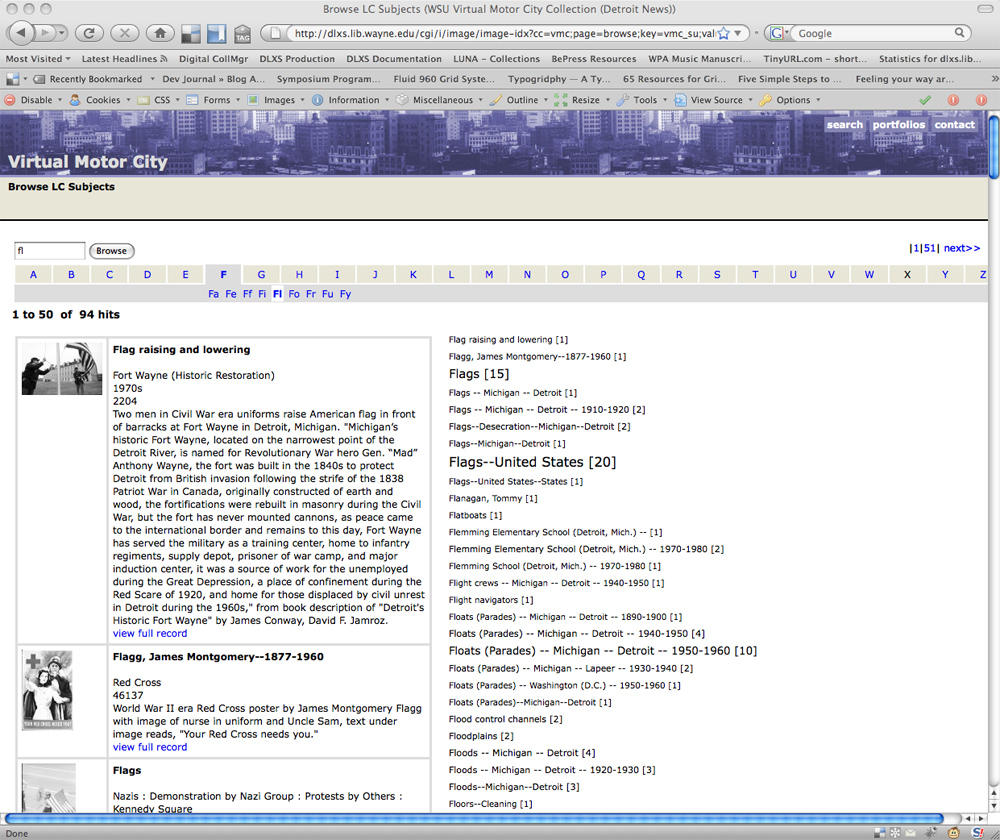 Browse LC Subjects (WSU Virtual Motor City Collection (Detroit News))
http://dlxs.lib.wayne.edu/cgi/i/image/image-idx?cc=vmc;page=browse;key=vmc_su;val
Google
Most Visited Latest Headlines Digital CollMgr DLXS Production DLXS Documentation LUNA – Collections BePress Resources WPA Music Manuscri... TinyURL.com – short... Statistics for dlxs.lib...
Recently Bookmarked Dev Journal » Blog A... Symposium Program... Fluid 960 Grid Syste... Typogridphy — A Ty... 65 Resources for Gri... Five Simple Steps to ... Feeling your way ar...
Disable Cookies CSS Forms Images Information Miscellaneous Outline Resize Tools View Source Options
search portfolios contact
Virtual Motor City
Browse LC Subjects
fl Browse |1|51| next>>
A B C D E F G H I J K L M N O P Q R S T U V W X Y Z
Fa Fe Ff Fi Fl Fo Fr Fu Fy
1 to 50 of 94 hits
Flag raising and lowering
Fort Wayne (Historic Restoration)
1970s
2204
Two men in Civil War era uniforms raise American flag in front
of barracks at Fort Wayne in Detroit, Michigan. "Michigan's
historic Fort Wayne, located on the narrowest point of the
Detroit River, is named for Revolutionary War hero Gen. "Mad"
Anthony Wayne, the fort was built in the 1840s to protect
Detroit from British invasion following the strife of the 1838
Patriot War in Canada, originally constructed of earth and
wood, the fortifications were rebuilt in masonry during the Civil
War, but the fort has never mounted cannons, as peace came
to the international border and remains to this day, Fort Wayne
has served the military as a training center, home to infantry
regiments, supply depot, prisoner of war camp, and major
induction center, it was a source of work for the unemployed
during the Great Depression, a place of confinement during the
Red Scare of 1920, and home for those displaced by civil unrest
in Detroit during the 1960s," from book description of "Detroit's
Historic Fort Wayne" by James Conway, David F. Jamroz.
view full record
Flagg, James Montgomery--1877-1960
Red Cross
46137
World War II era Red Cross poster by James Montgomery Flagg
with image of nurse in uniform and Uncle Sam, text under
image reads, "Your Red Cross needs you."
view full record
YOUR RED CROSS NEEDS YOU!
Flags
Nazis : Demonstration by Nazi Group : Protests by Others :
Kennedy Square
Flag raising and lowering [1]
Flagg, James Montgomery--1877-1960 [1]
Flags [15]
Flags -- Michigan -- Detroit [1]
Flags -- Michigan -- Detroit -- 1910-1920 [2]
Flags--Desecration--Michigan--Detroit [2]
Flags--Michigan--Detroit [1]
Flags--United States [20]
Flags--United States--States [1]
Flanagan, Tommy [1]
Flatboats [1]
Flemming Elementary School (Detroit, Mich.) -- [1]
Flemming Elementary School (Detroit, Mich.) -- 1970-1980 [2]
Flemming School (Detroit, Mich.) -- 1970-1980 [1]
Flight crews -- Michigan -- Detroit -- 1940-1950 [1]
Flight navigators [1]
Floats (Parades) -- Michigan -- Detroit -- 1890-1900 [1]
Floats (Parades) -- Michigan -- Detroit -- 1940-1950 [4]
Floats (Parades) -- Michigan -- Detroit -- 1950-1960 [10]
Floats (Parades) -- Michigan -- Lapeer -- 1930-1940 [2]
Floats (Parades) -- Washington (D.C.) -- 1950-1960 [1]
Floats (Parades)--Michigan--Detroit [1]
Flood control channels [2]
Floodplains [2]
Floods -- Michigan -- Detroit [4]
Floods -- Michigan -- Detroit -- 1920-1930 [3]
Floods--Michigan--Detroit [3]
Floors--Cleaning [1]
Done